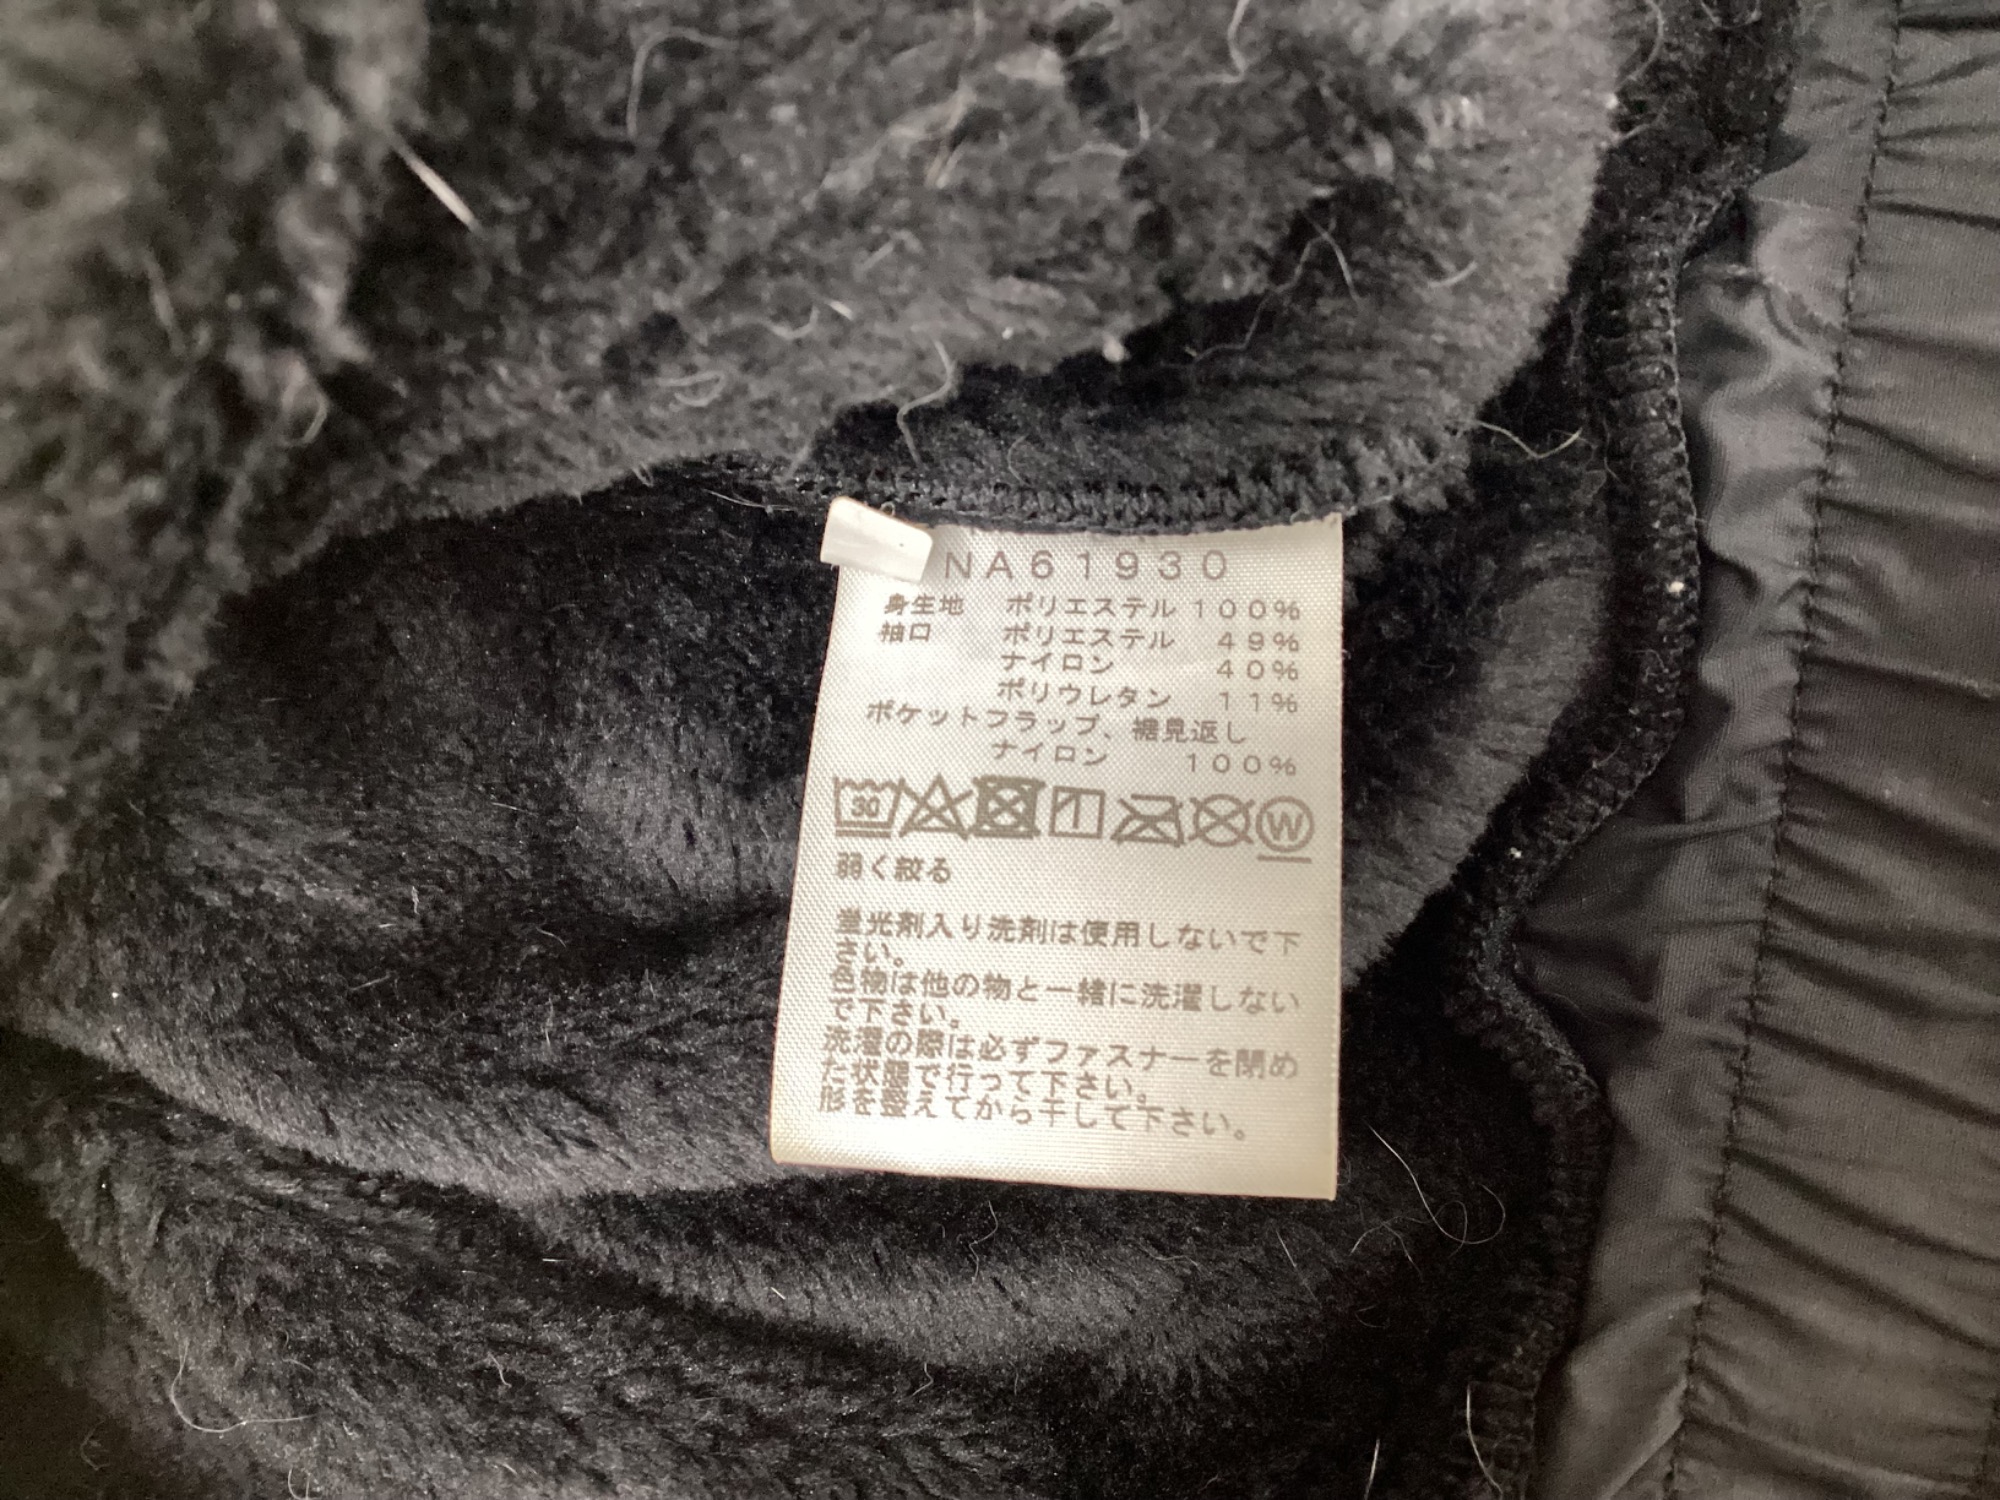 NA61930
身生地 ポリエステル 100%
袖口 ポリエステル 49%
ナイロン 40%
ポリウレタン 11%
ポケットフラップ、裾見返し
ナイロン 100%
30
W
弱く絞る
蛍光剤入り洗剤は使用しないで下
さい。
色物は他の物と一緒に洗濯しない
で下さい。
洗濯の際は必ずファスナーを閉め
た状態で行って下さい。
形を整えてから干して下さい。